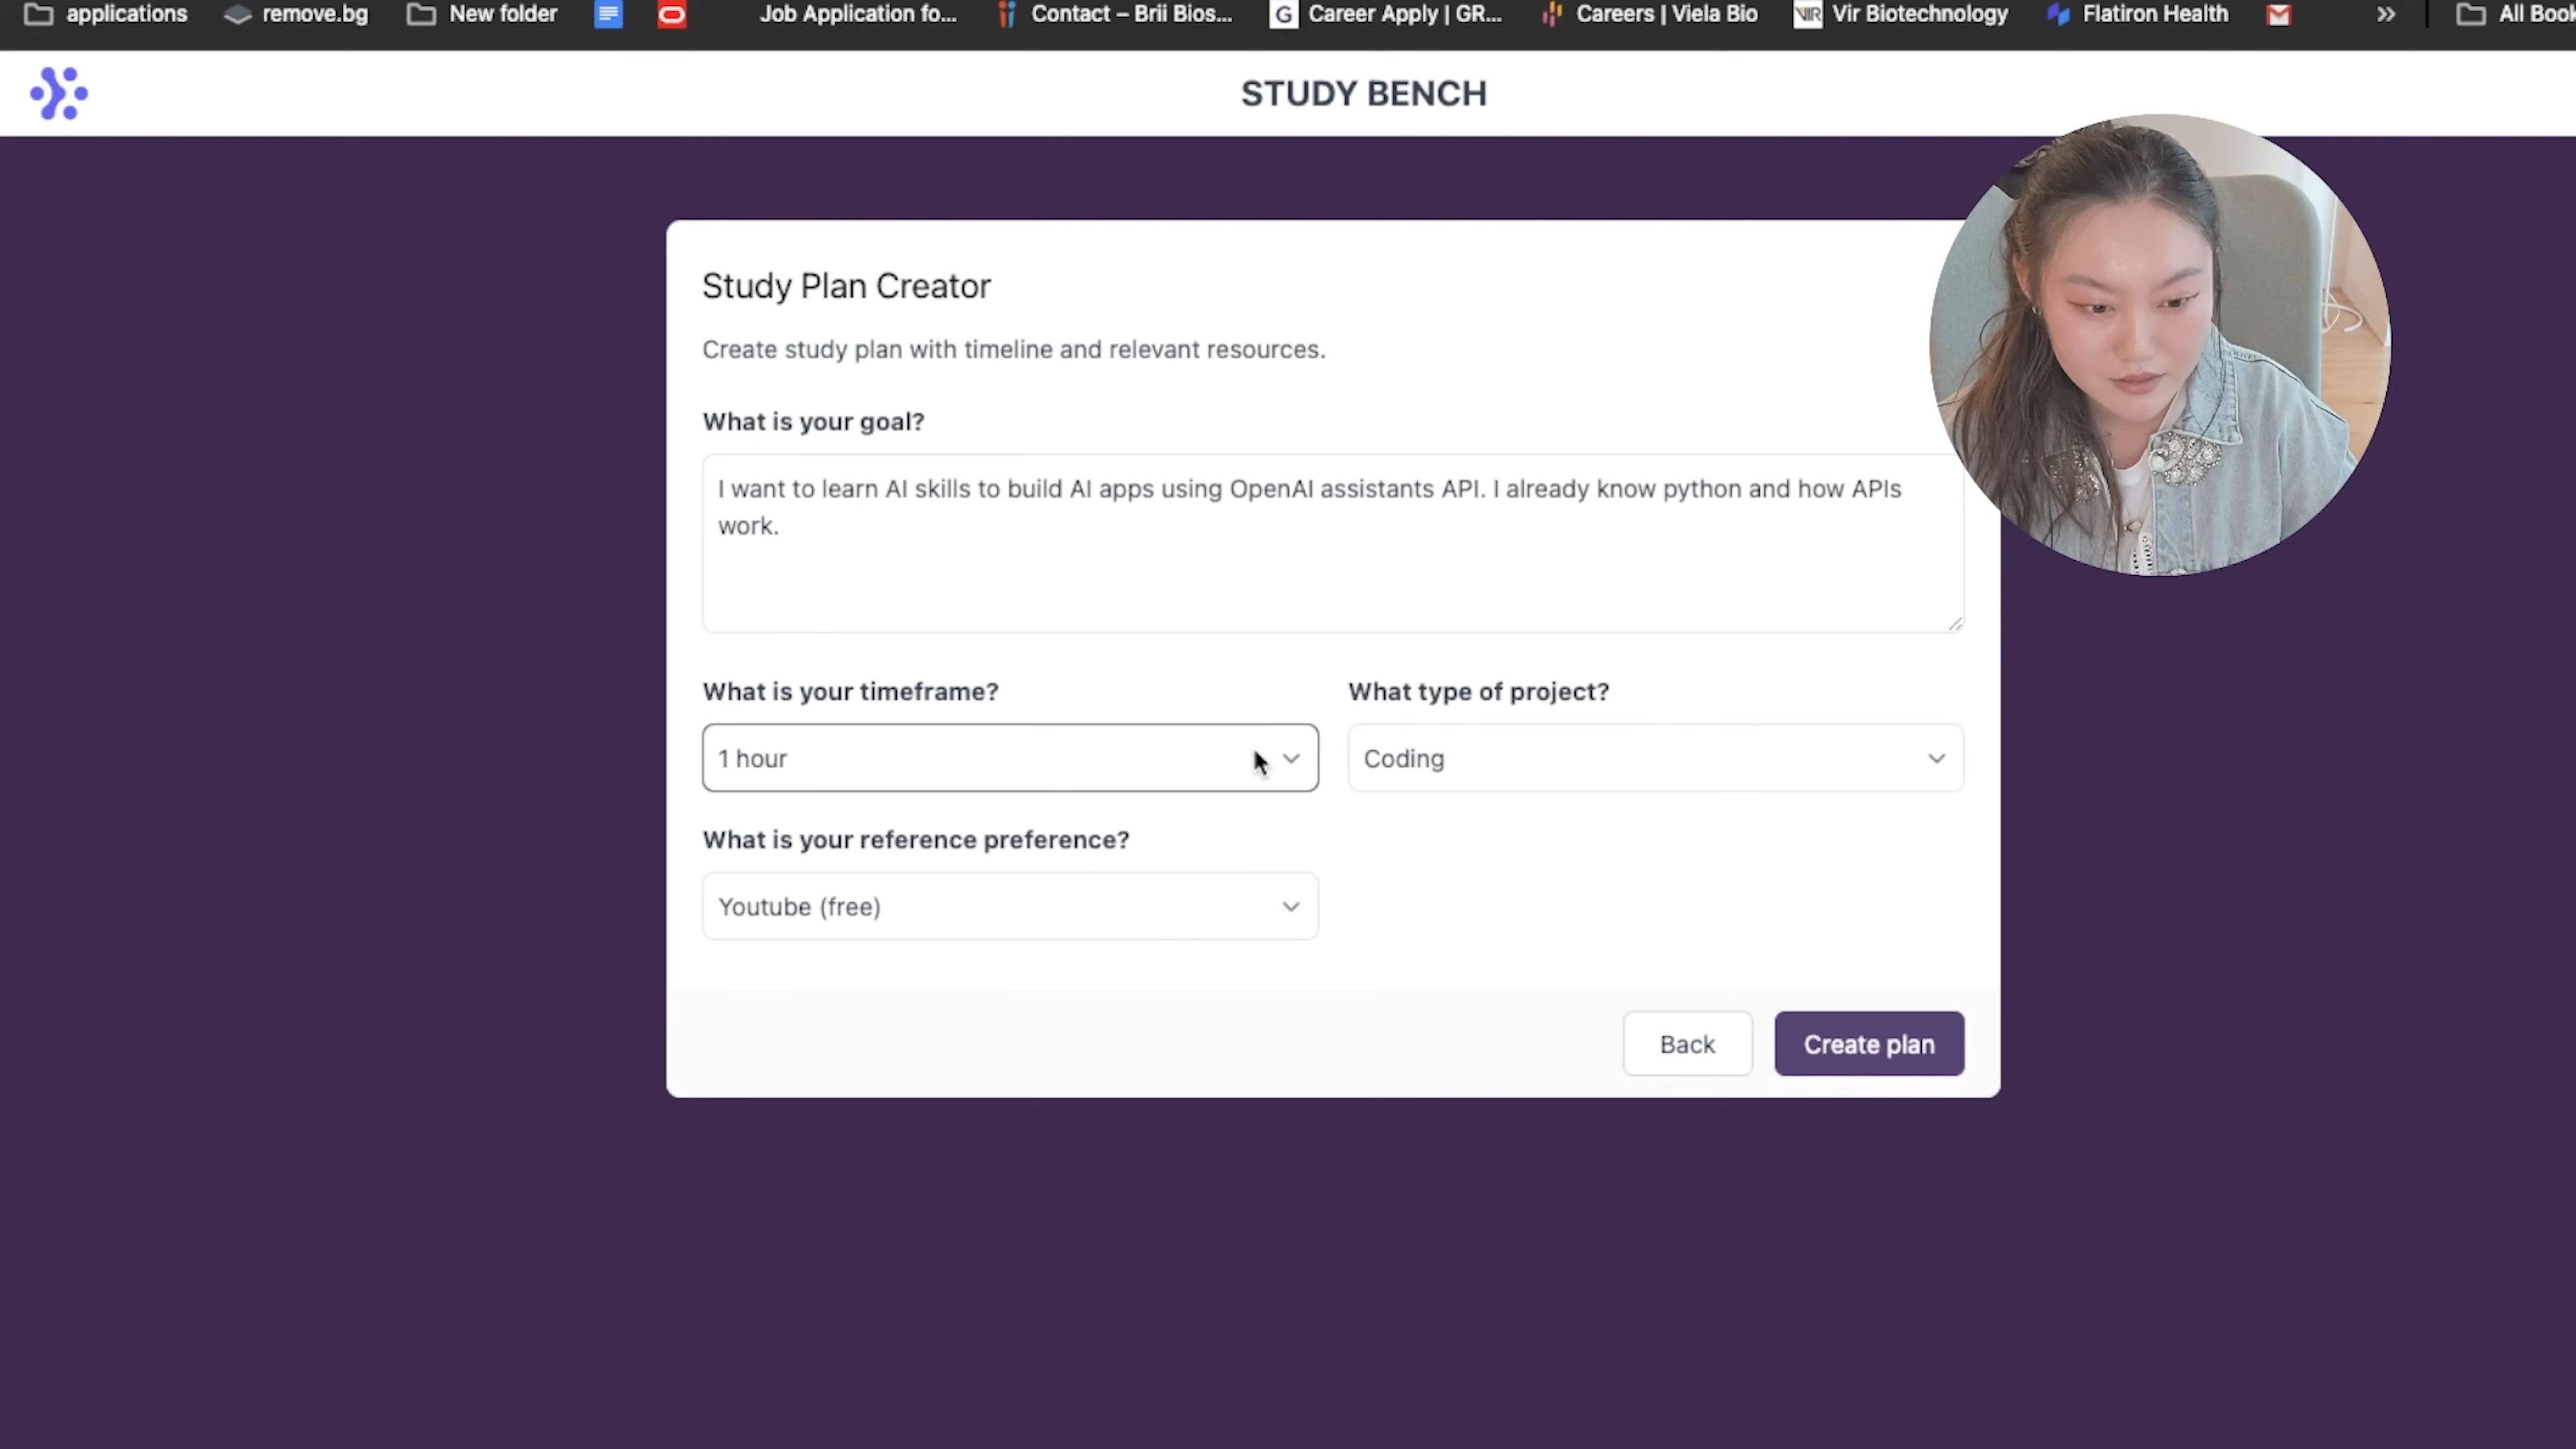 applications
remove.bg
New folder
Job Application fo...
Contact – Brii Bios...
G
Career Apply | GR...
Careers | Viela Bio
VIR
Vir Biotechnology
Flatiron Health
»
All Book
STUDY BENCH
Study Plan Creator
Create study plan with timeline and relevant resources.
What is your goal?
I want to learn AI skills to build AI apps using OpenAI assistants API. I already know python and how APIs
work.
What is your timeframe?
What type of project?
1 hour
Coding
What is your reference preference?
Youtube (free)
Back
Create plan